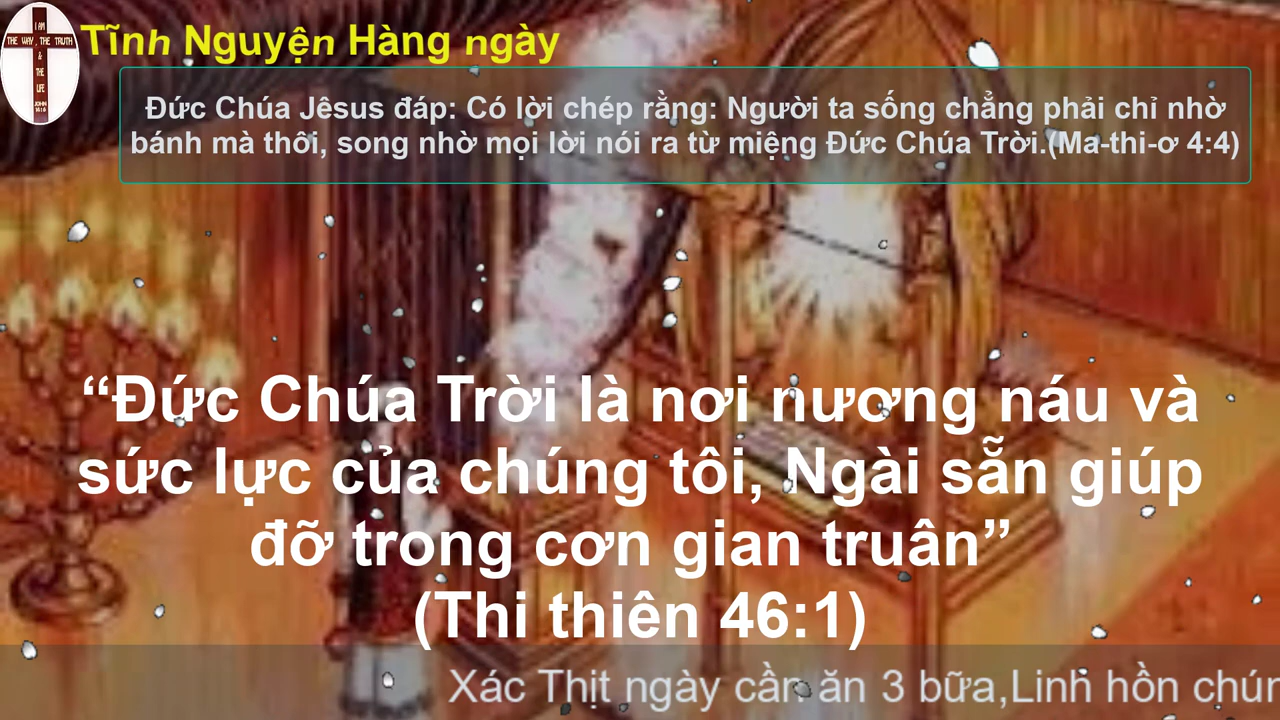 I AM
THE WAY, THE TRUTH
&
THE
LIFE
JOHN
Tĩnh Nguyện Hàng ngày
Đức Chúa Jêsus đáp: Có lời chép rằng: Người ta sống chẳng phải chỉ nhờ
bánh mà thôi, song nhờ mọi lời nói ra từ miệng Đức Chúa Trời.(Ma-thi-ơ 4:4)
“Đức Chúa Trời là nơi nương náu và
sức lực của chúng tôi, Ngài sẵn giúp
đỡ trong cơn gian truân”
(Thi thiên 46:1)
Xác Thịt ngày cần ăn 3 bữa,Linh hồn